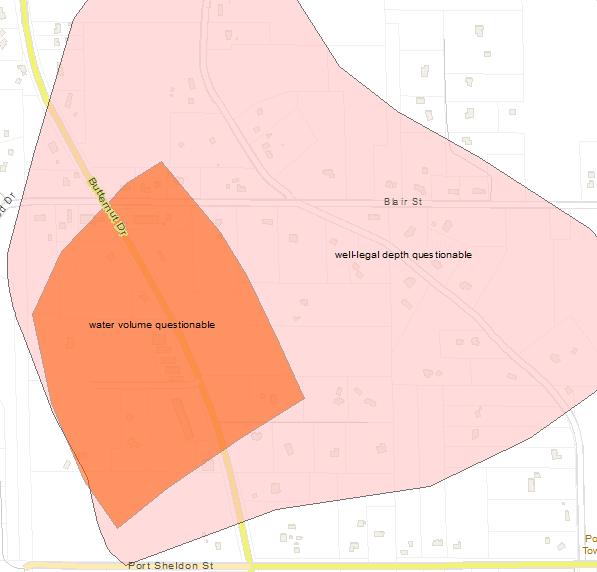 Butternut Dr
d Dr
Blair St
well-legal depth questionable
water volume questionable
Po
Tow
Port Sheldon St